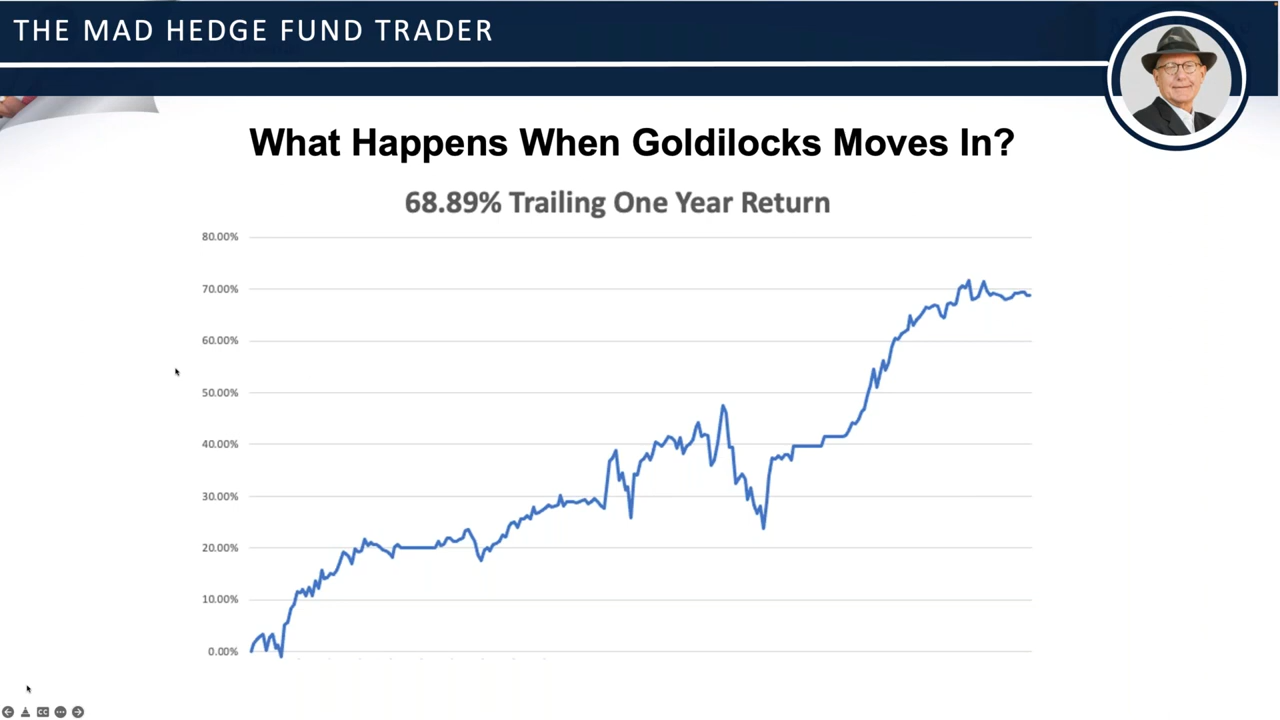 THE MAD HEDGE FUND TRADER
What Happens When Goldilocks Moves In?
68.89% Trailing One Year Return
80.00%
70.00%
60.00%
50.00%
40.00%
30.00%
20.00%
10.00%
0.00%
CC